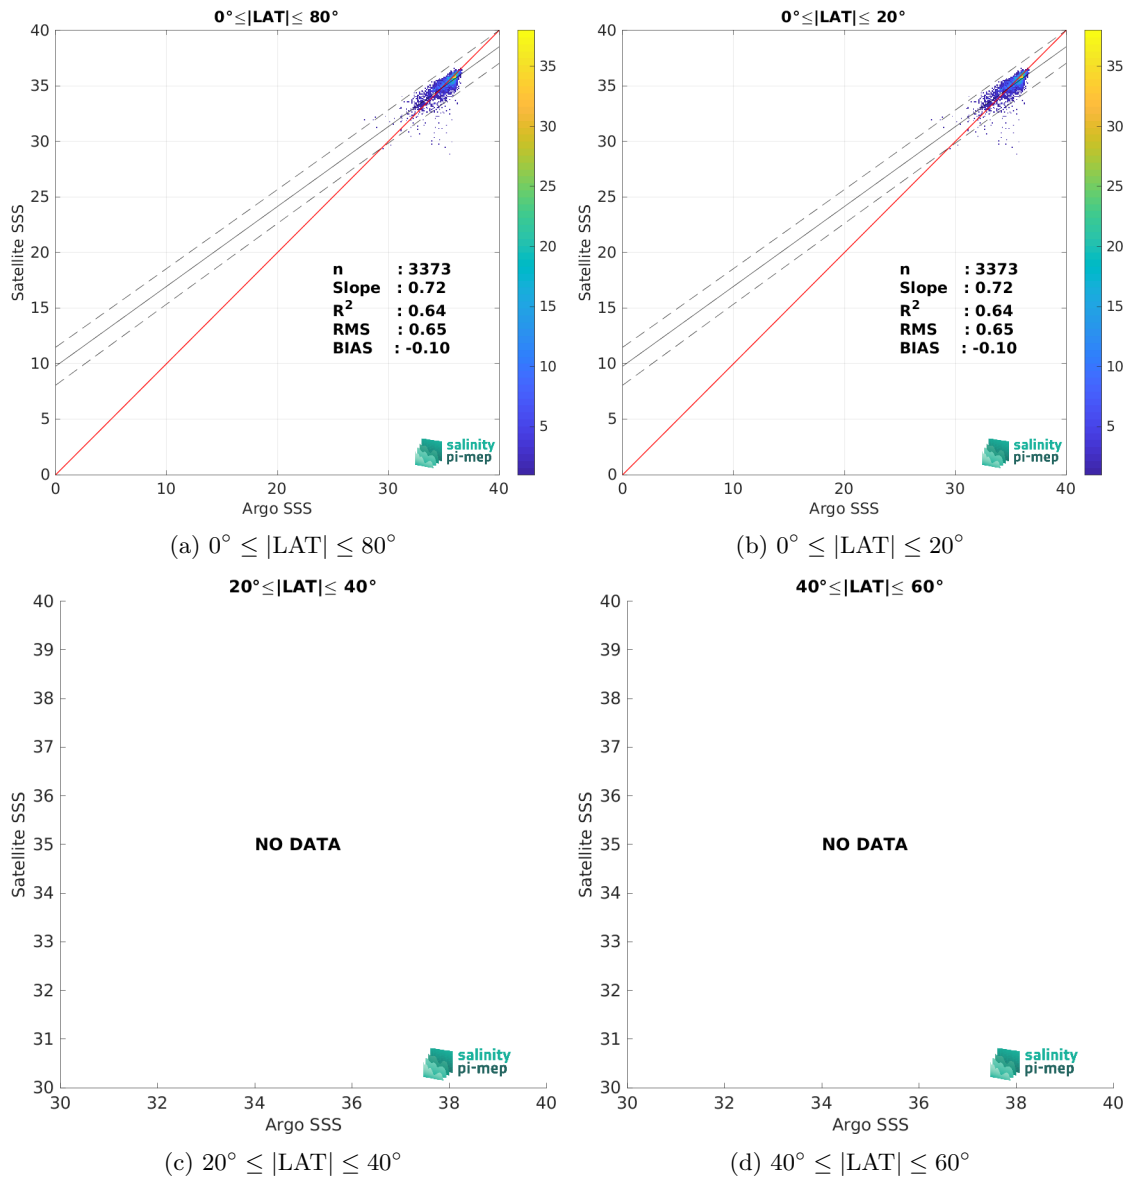 0°≤|LAT|≤ 80°
40
35
30
25
20
15
10
5
0
0
10
20
30
40
Satellite SSS
Argo SSS
n : 3373
Slope : 0.72
R² : 0.64
RMS : 0.65
BIAS : -0.10
salinity
pi-mep
35
30
25
20
15
10
5
(a) 0° ≤ |LAT| ≤ 80°
0°≤|LAT|≤ 20°
40
35
30
25
20
15
10
5
0
0
10
20
30
40
Satellite SSS
Argo SSS
n : 3373
Slope : 0.72
R² : 0.64
RMS : 0.65
BIAS : -0.10
salinity
pi-mep
35
30
25
20
15
10
5
(b) 0° ≤ |LAT| ≤ 20°
20°≤|LAT|≤ 40°
40
39
38
37
36
35
34
33
32
31
30
30
32
34
36
38
40
Satellite SSS
Argo SSS
NO DATA
salinity
pi-mep
(c) 20° ≤ |LAT| ≤ 40°
40°≤|LAT|≤ 60°
40
39
38
37
36
35
34
33
32
31
30
30
32
34
36
38
40
Satellite SSS
Argo SSS
NO DATA
salinity
pi-mep
(d) 40° ≤ |LAT| ≤ 60°